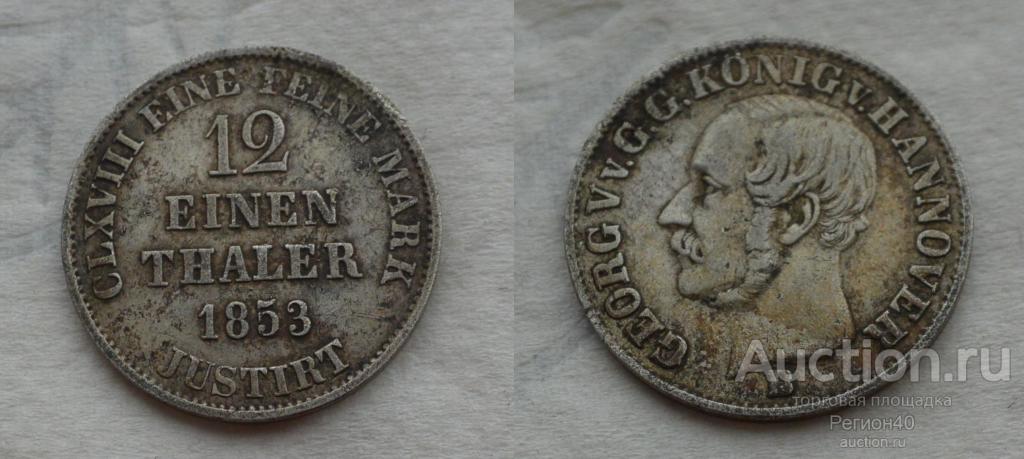 CLXVIII EINE FEINE MARK
12
EINEN
THALER
1853
JUSTIRT
GEORG V v. G. G. KÖNIG v. HANNOVER
B
Auction.ru
торговая площадка
Регион40
auction.ru